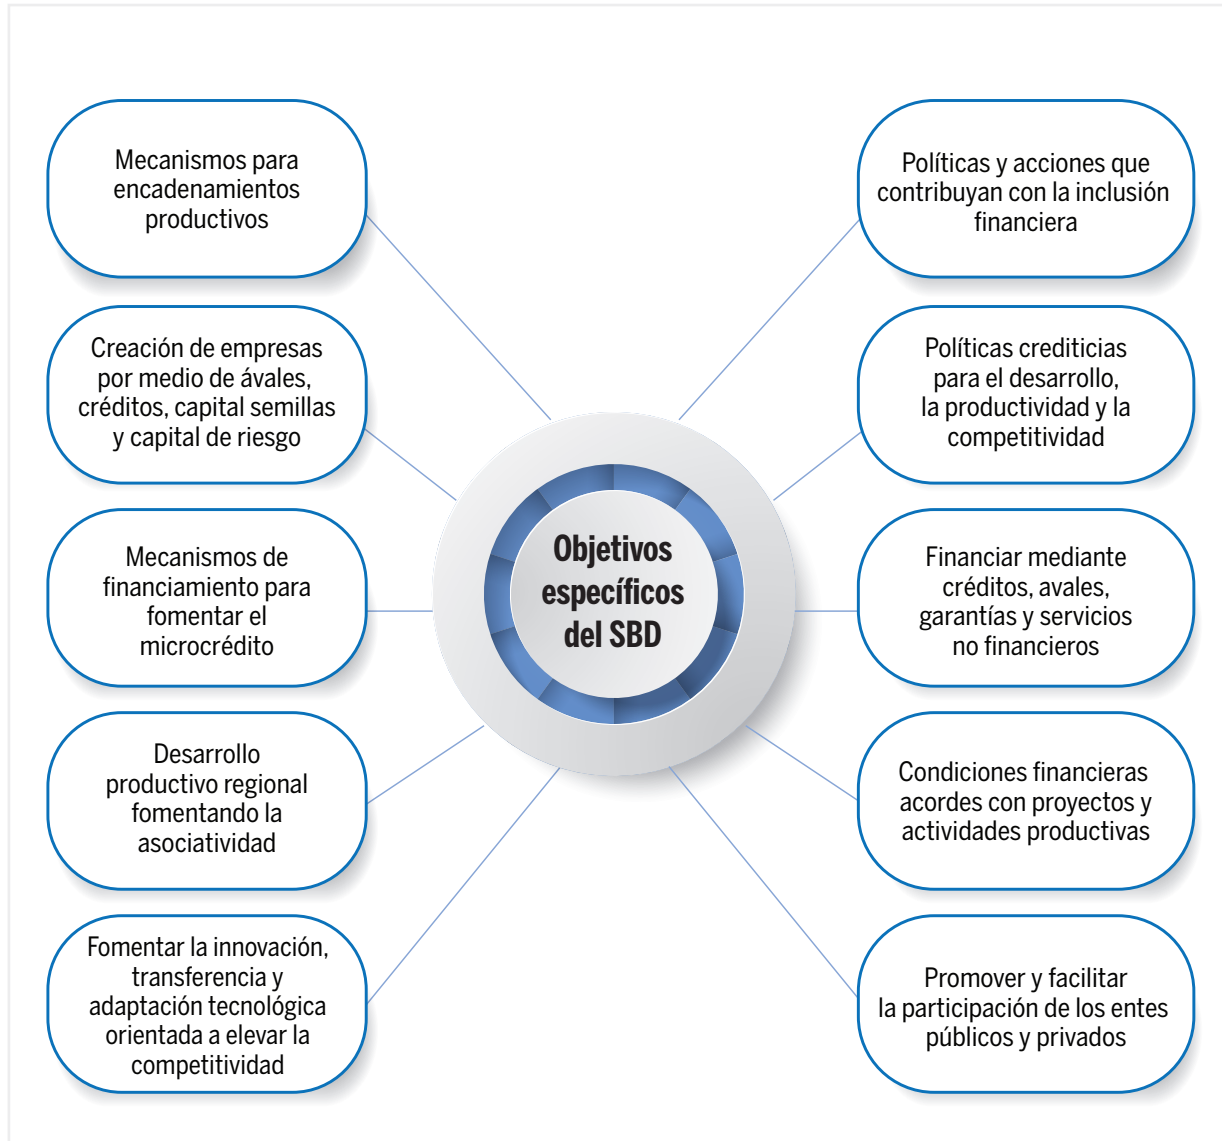 Mecanismos para
encadenamientos
productivos
Creación de empresas
por medio de ávales,
créditos, capital semillas
y capital de riesgo
Mecanismos de
financiamiento para
fomentar el
microcrédito
Desarrollo
productivo regional
fomentando la
asociatividad
Fomentar la innovación,
transferencia y
adaptación tecnológica
orientada a elevar la
competitividad
Objetivos
específicos
del SBD
Políticas y acciones que
contribuyan con la inclusión
financiera
Políticas crediticias
para el desarrollo,
la productividad y la
competitividad
Financiar mediante
créditos, avales,
garantías y servicios
no financieros
Condiciones financieras
acordes con proyectos y
actividades productivas
Promover y facilitar
la participación de los entes
públicos y privados